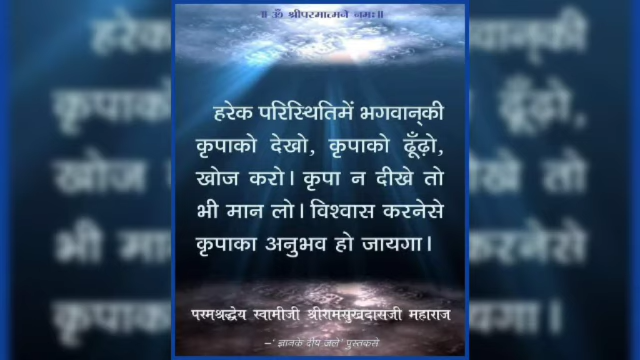 ॥ ॐ श्रीपरमात्मने नमः ॥
हरेक परिस्थितिमें भगवान्‌की
कृपाको देखो, कृपाको ढूँढ़ो,
खोज करो। कृपा न दीखे तो
भी मान लो। विश्वास करनेसे
कृपाका अनुभव हो जायगा।
परमश्रद्धेय स्वामीजी श्रीरामसुखदासजी महाराज
–‘ज्ञानके दीप जले’ पुस्तकसे